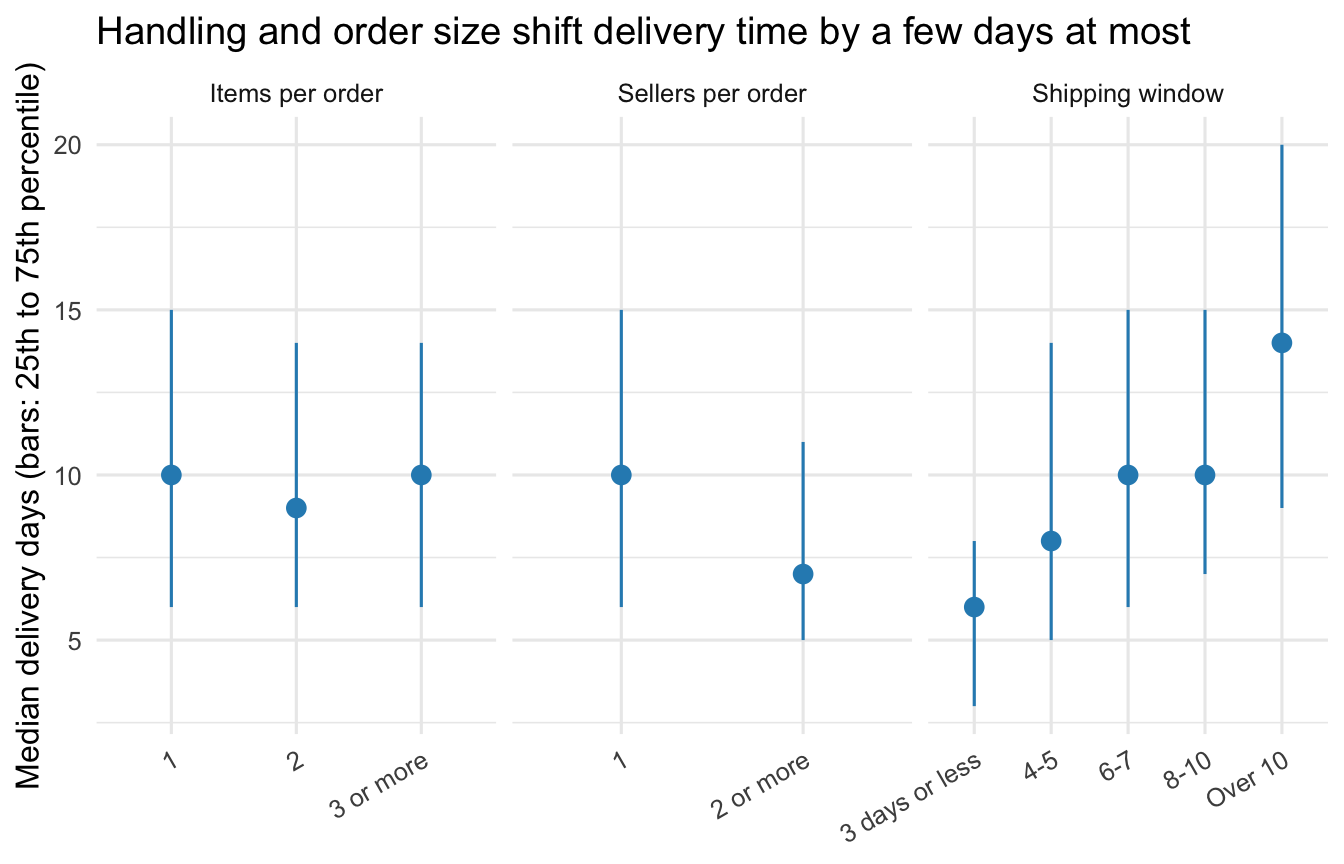 Handling and order size shift delivery time by a few days at most
Median delivery days (bars: 25th to 75th percentile)
Items per order
Sellers per order
Shipping window
20
15
10
5
1
2
3 or more
1
2 or more
3 days or less
4-5
6-7
8-10
Over 10